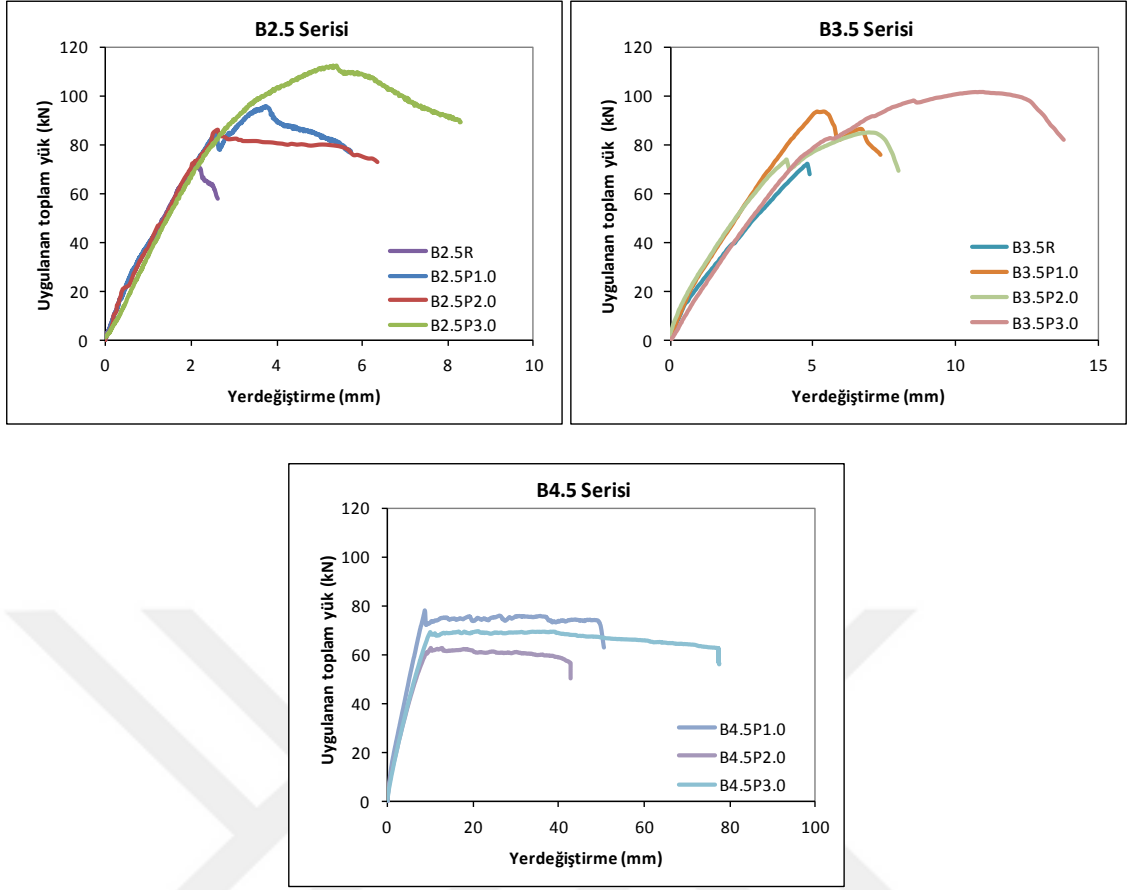 B2.5 Serisi
Uygulanan toplam yük (kN)
120
100
80
60
40
20
0
0 2 4 6 8 10
Yerdeğiştirme (mm)
B2.5R
B2.5P1.0
B2.5P2.0
B2.5P3.0
B3.5 Serisi
Uygulanan toplam yük (kN)
120
100
80
60
40
20
0
0 5 10 15
Yerdeğiştirme (mm)
B3.5R
B3.5P1.0
B3.5P2.0
B3.5P3.0
B4.5 Serisi
Uygulanan toplam yük (kN)
120
100
80
60
40
20
0
0 20 40 60 80 100
Yerdeğiştirme (mm)
B4.5P1.0
B4.5P2.0
B4.5P3.0